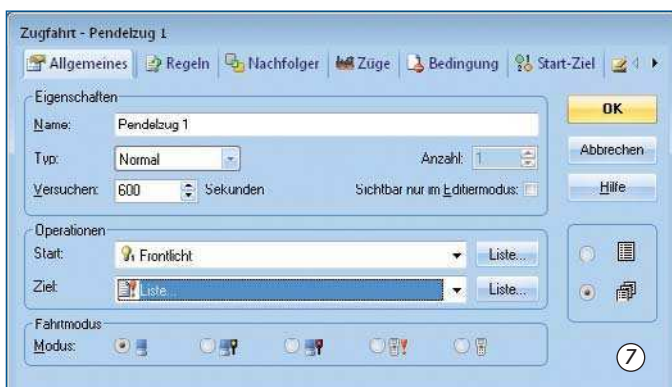 Zugfahrt - Pendelzug 1
Allgemeines Regeln Nachfolger Züge Bedingung Start-Ziel
Eigenschaften
Name: Pendelzug 1
OK
Typ: Normal Anzahl: 1
Abbrechen
Versuchen: 600 Sekunden Sichtbar nur im Editiermodus:
Hilfe
Operationen
Start: Frontlicht Liste...
Ziel: Liste... Liste...
Fahrtmodus
Modus:
7